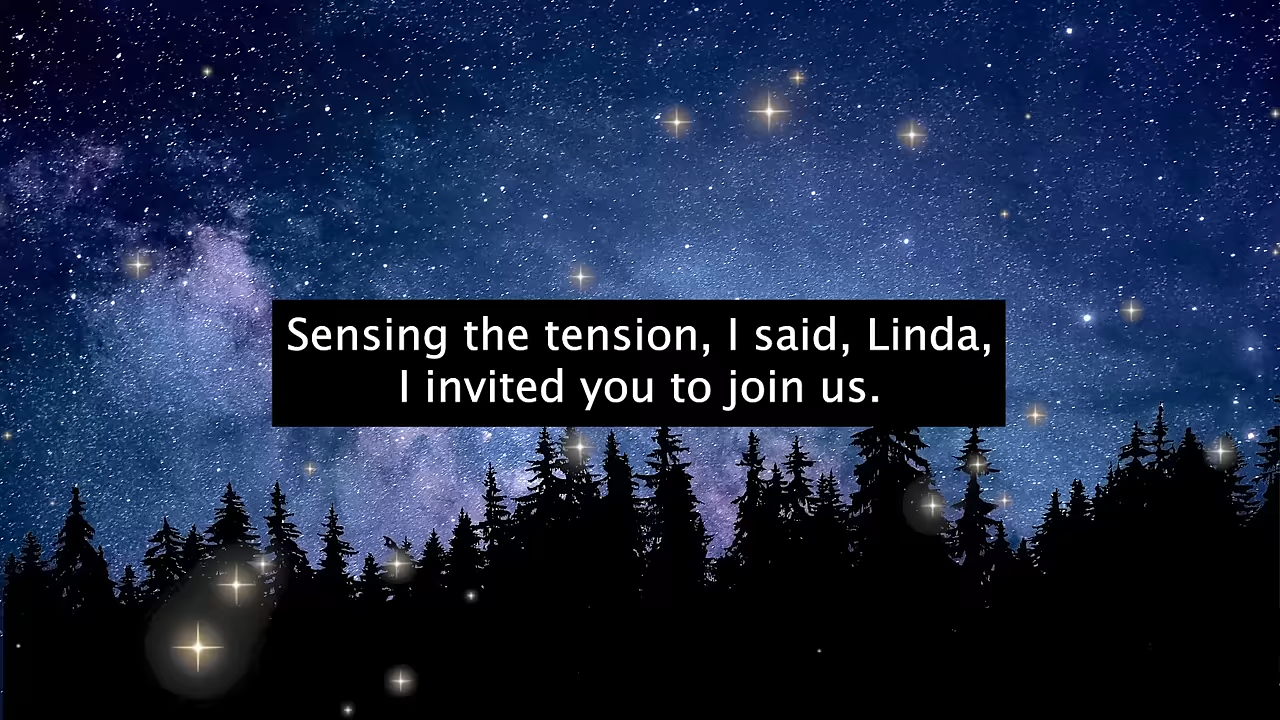 Sensing the tension, I said, Linda,
I invited you to join us.